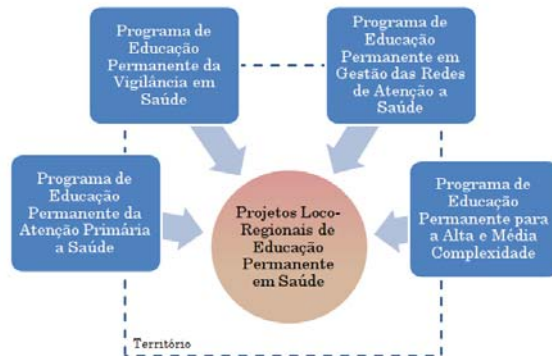 Programa de
Educação
Permanente da
Vigilância em
Saúde
Programa de
Educação
Permanente em
Gestão das Redes
de Atenção a
Saúde
Programa de
Educação
Permanente da
Atenção Primária
a Saúde
Projetos Loco-
Regionais de
Educação
Permanente
em Saúde
Programa de
Educação
Permanente para
a Alta e Média
Complexidade
Território